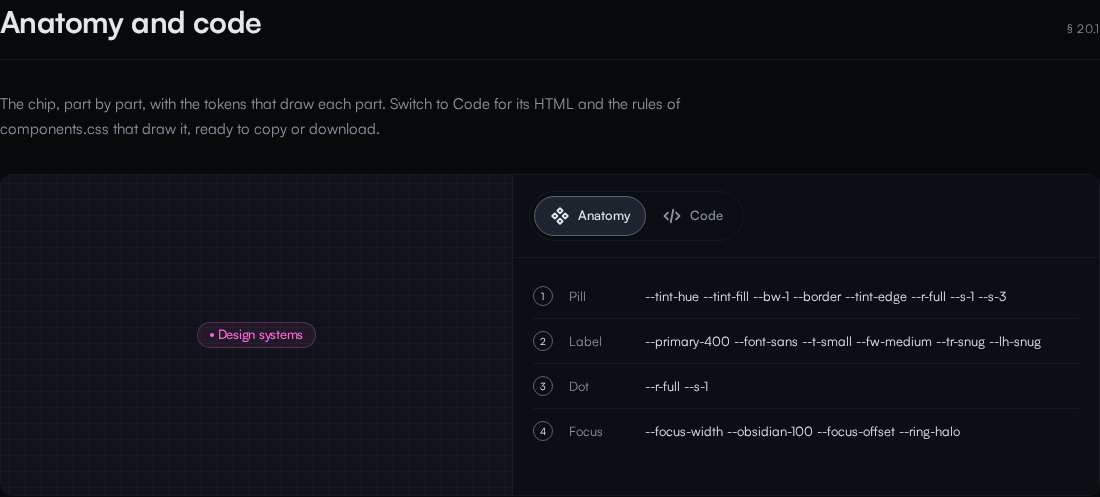 Anatomy and code
§ 20.1
The chip, part by part, with the tokens that draw each part. Switch to Code for its HTML and the rules of
components.css that draw it, ready to copy or download.
Anatomy
Code
• Design systems
1 Pill --tint-hue --tint-fill --bw-1 --border --tint-edge --r-full --s-1 --s-3
2 Label --primary-400 --font-sans --t-small --fw-medium --tr-snug --lh-snug
3 Dot --r-full --s-1
4 Focus --focus-width --obsidian-100 --focus-offset --ring-halo